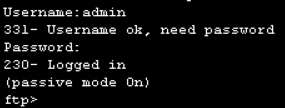 Username:admin
331- Username ok, need password
Password:
230- Logged in
(passive mode On)
ftp>